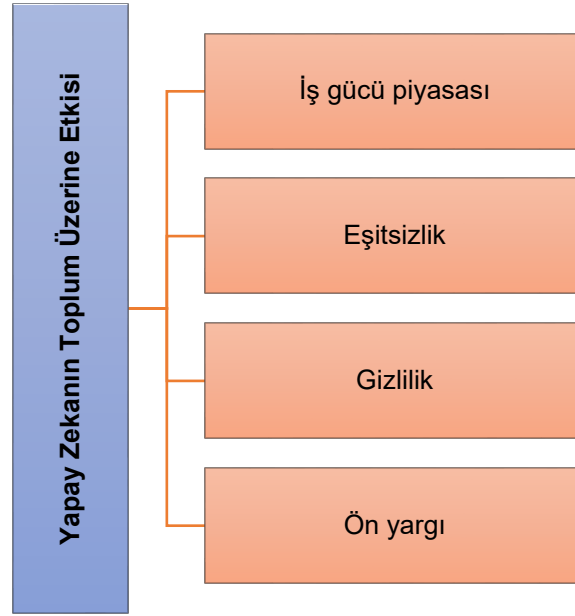 Yapay Zekanın Toplum Üzerine Etkisi
İş gücü piyasası
Eşitsizlik
Gizlilik
Ön yargı